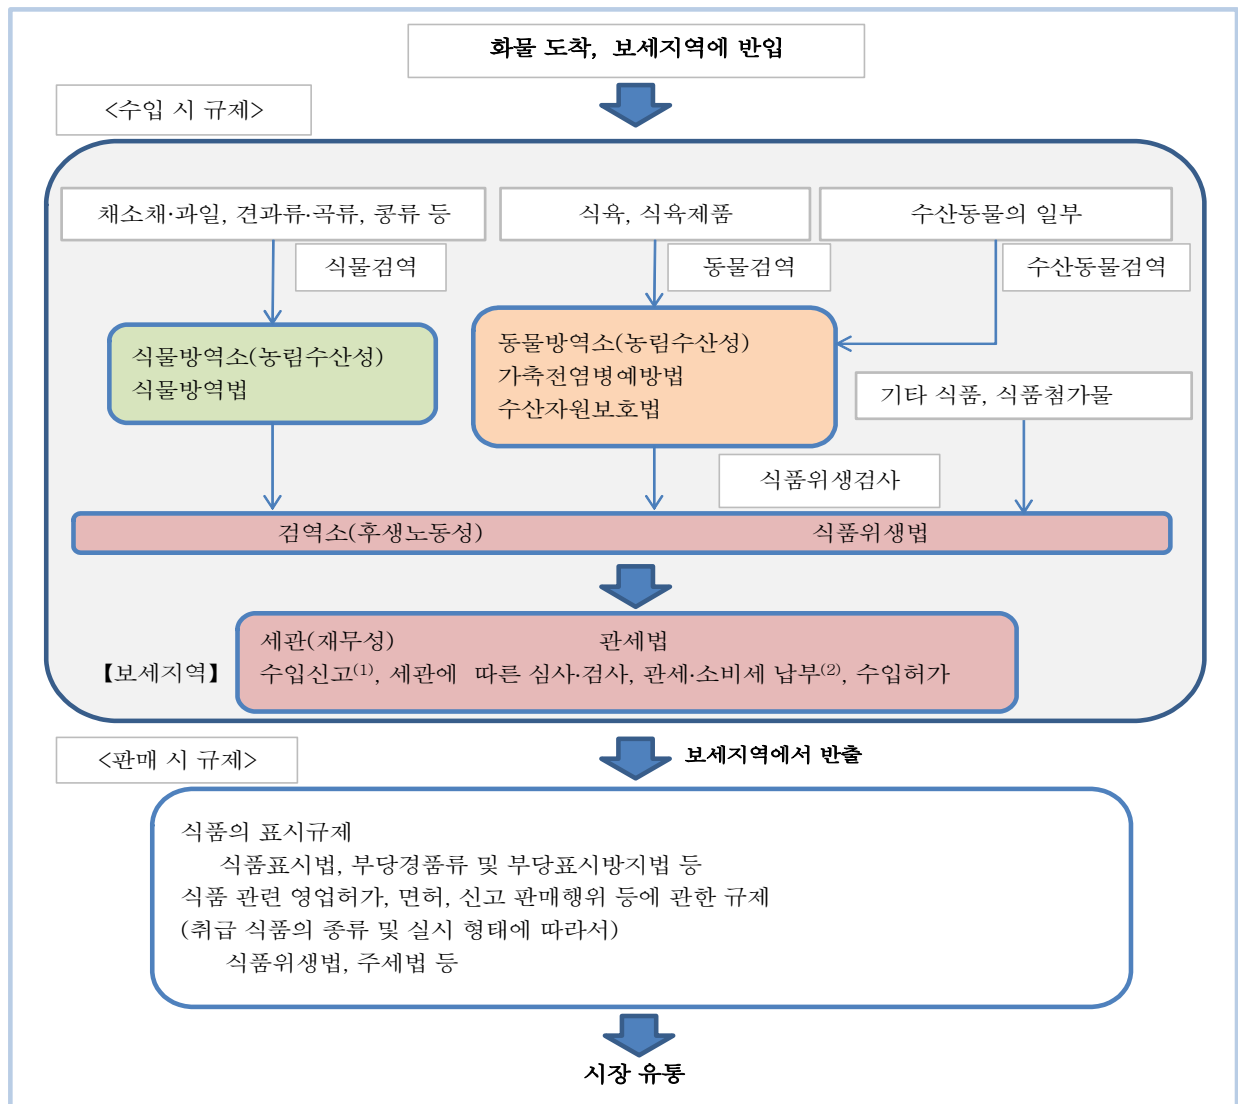 화물 도착, 보세지역에 반입
<수입 시 규제>
채소채·과일, 견과류·곡류, 콩류 등
식육, 식육제품
수산동물의 일부
식물검역
동물검역
수산동물검역
식물방역소(농림수산성)
식물방역법
동물방역소(농림수산성)
가축전염병예방법
수산자원보호법
기타 식품, 식품첨가물
식품위생검사
검역소(후생노동성) 식품위생법
세관(재무성) 관세법
【보세지역】 수입신고(1), 세관에 따른 심사·검사, 관세·소비세 납부(2), 수입허가
<판매 시 규제>
보세지역에서 반출
식품의 표시규제
식품표시법, 부당경품류 및 부당표시방지법 등
식품 관련 영업허가, 면허, 신고 판매행위 등에 관한 규제
(취급 식품의 종류 및 실시 형태에 따라서)
식품위생법, 주세법 등
시장 유통